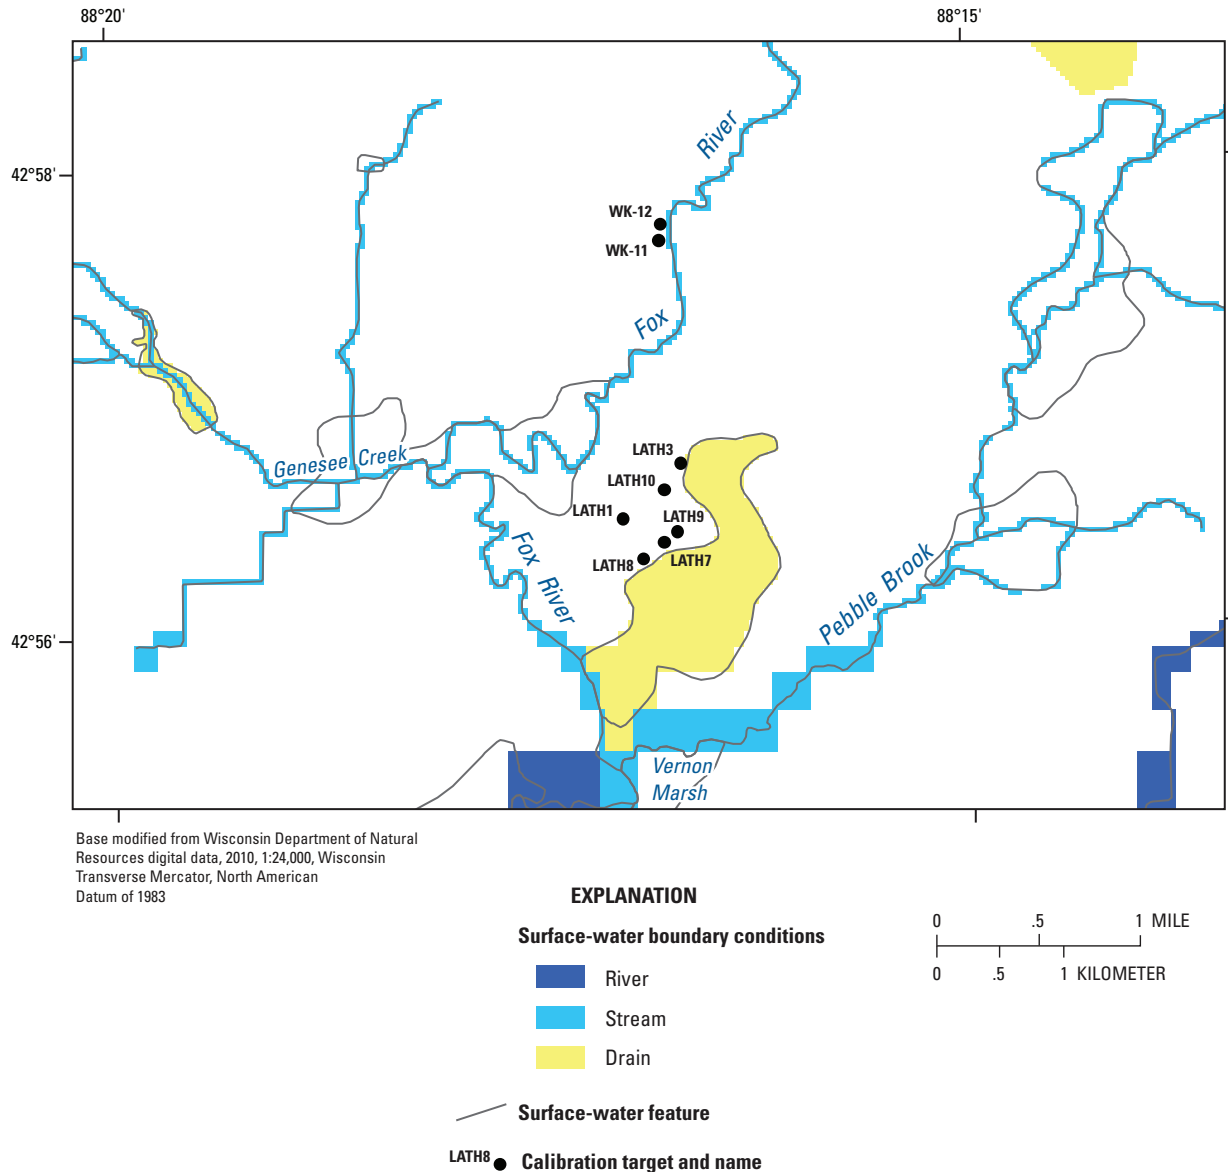 88°20'
88°15'
42°58'
River
WK-12
WK-11
Fox
Genesee Creek
LATH3
LATH10
LATH1
LATH9
LATH8
LATH7
Fox River
Pebble Brook
42°56'
Vernon
Marsh
Base modified from Wisconsin Department of Natural
Resources digital data, 2010, 1:24,000, Wisconsin
Transverse Mercator, North American
Datum of 1983
EXPLANATION
Surface-water boundary conditions
River
Stream
Drain
Surface-water feature
LATH8 Calibration target and name
0 .5 1 MILE
0 .5 1 KILOMETER